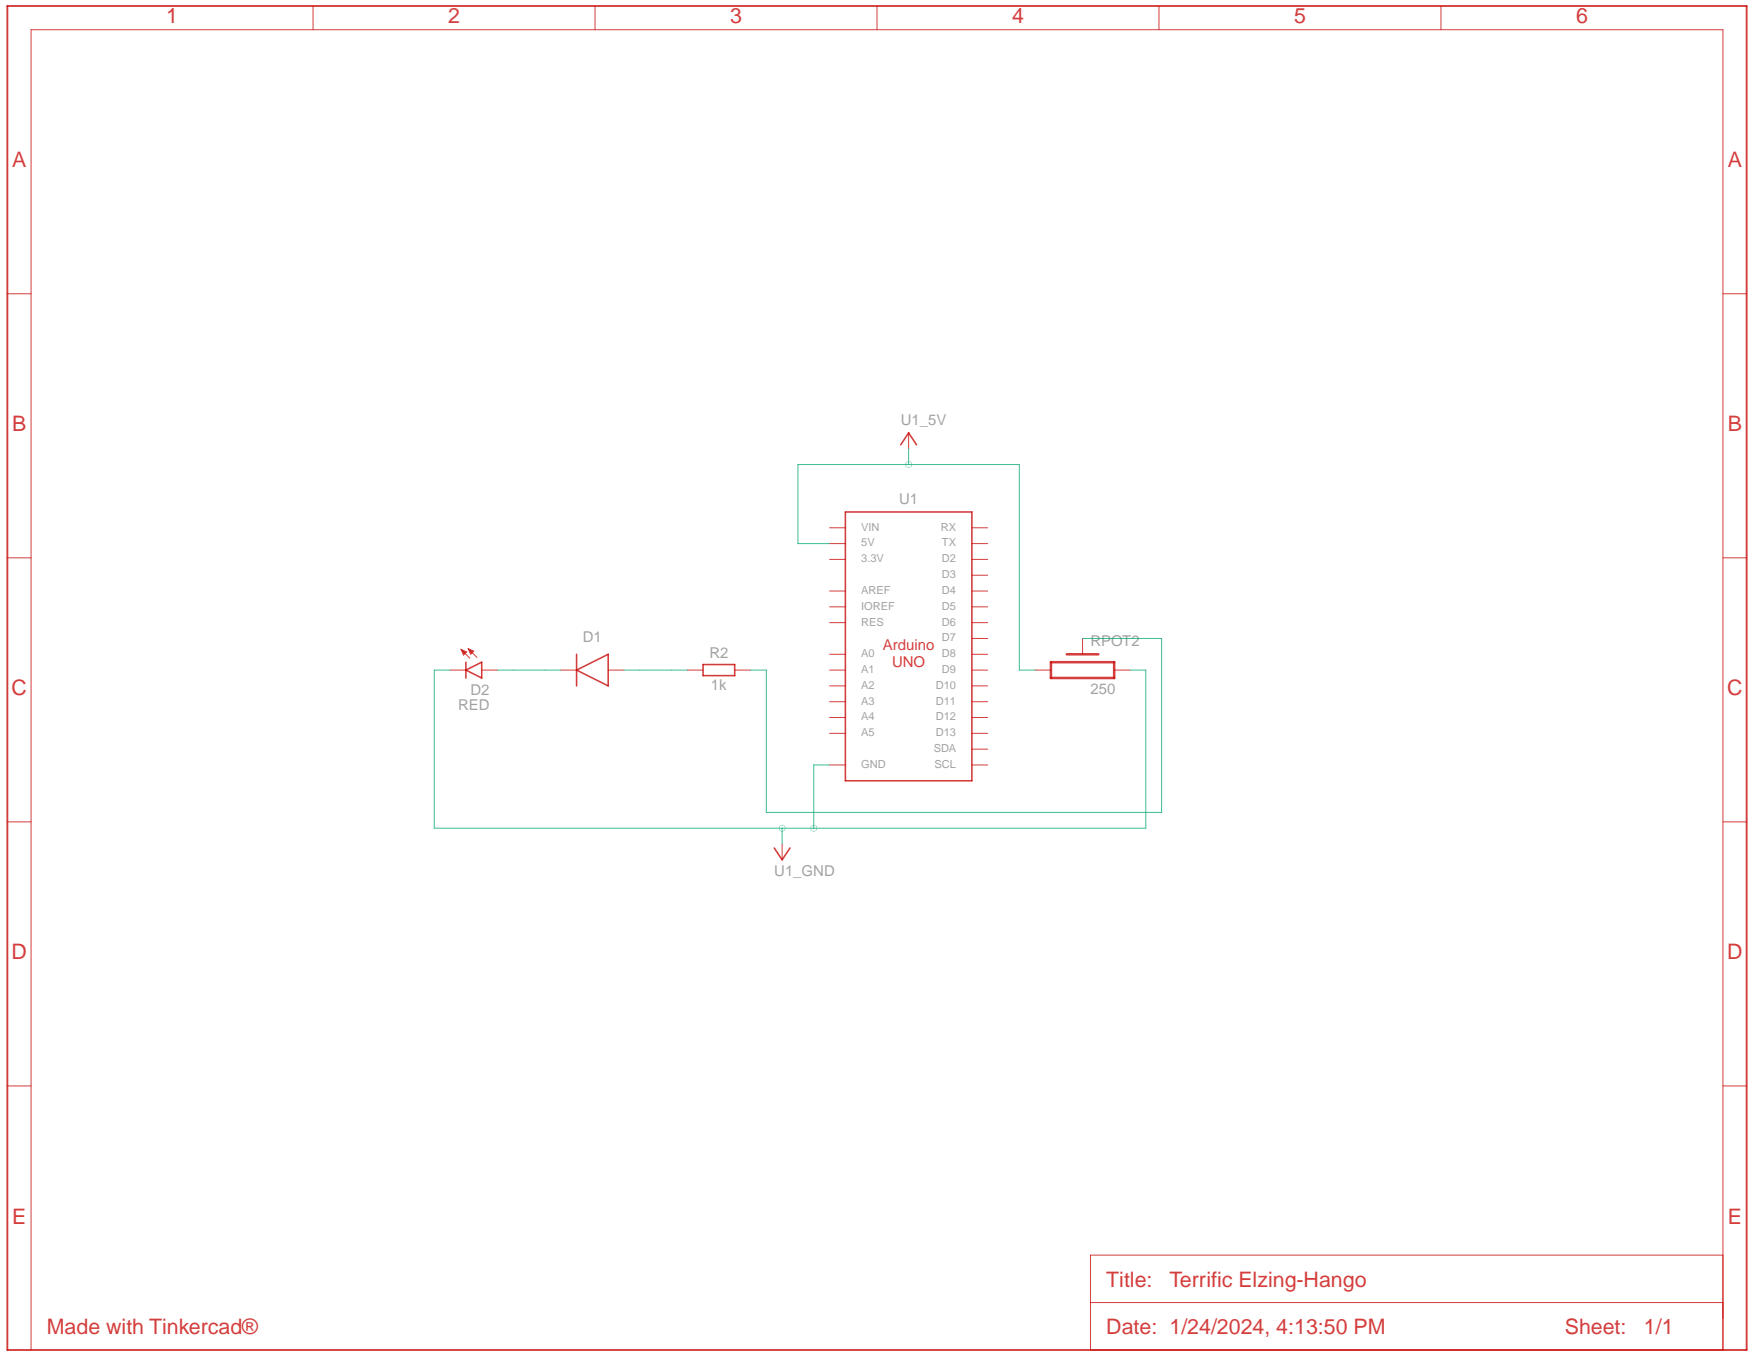 1 2 3 4 5 6
A A
B B
U1_5V
U1
VIN RX
5V TX
3.3V D2
D3
AREF D4
IOREF D5
RES D6
D7
Arduino
UNO
A0 D8
A1 D9
A2 D10
A3 D11
A4 D12
A5 D13
SDA
GND SCL
D1
R2
1k
D2
RED
RPOT2
250
C C
U1_GND
D D
E E
Title: Terrific Elzing-Hango
Made with Tinkercad®
Date: 1/24/2024, 4:13:50 PM Sheet: 1/1